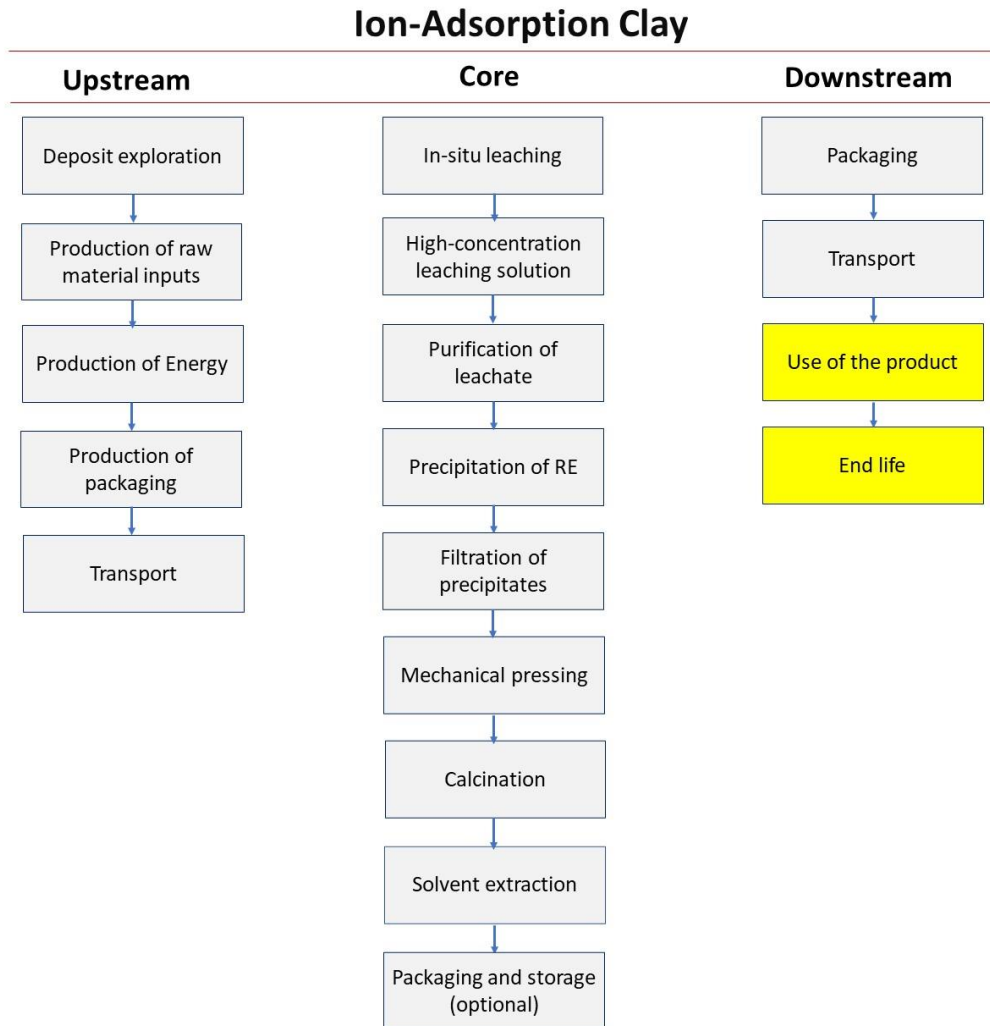 Ion-Adsorption Clay
Upstream
Core
Downstream
Deposit exploration
Production of raw
material inputs
Production of Energy
Production of
packaging
Transport
In-situ leaching
High-concentration
leaching solution
Purification of
leachate
Precipitation of RE
Filtration of
precipitates
Mechanical pressing
Calcination
Solvent extraction
Packaging and storage
(optional)
Packaging
Transport
Use of the product
End life